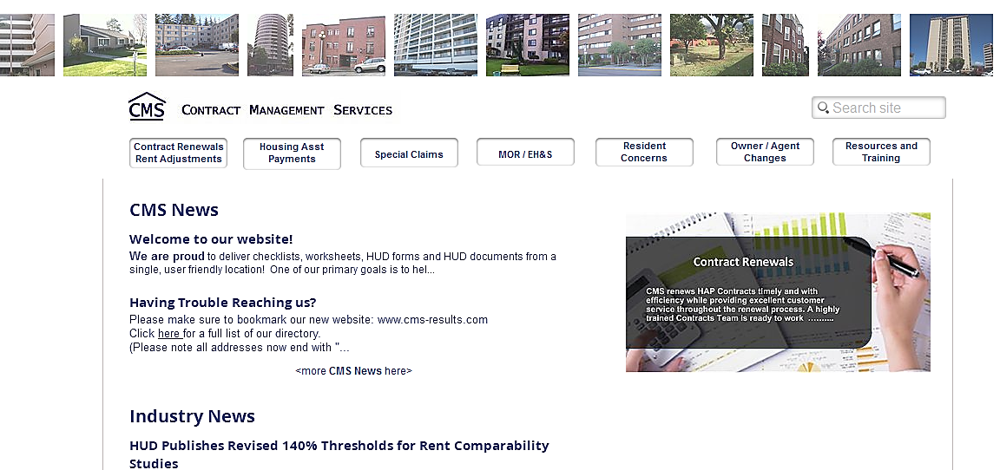 CMS CONTRACT MANAGEMENT SERVICES
Search site
Contract Renewals
Rent Adjustments
Housing Asst
Payments
Special Claims
MOR / EH&S
Resident
Concerns
Owner / Agent
Changes
Resources and
Training
CMS News
Welcome to our website!
We are proud to deliver checklists, worksheets, HUD forms and HUD documents from a
single, user friendly location!  One of our primary goals is to hel...
Having Trouble Reaching us?
Please make sure to bookmark our new website: www.cms-results.com
Click here for a full list of our directory.
(Please note all addresses now end with "...
<more CMS News here>
Contract Renewals
CMS renews HAP Contracts timely and with
efficiency while providing excellent customer
service throughout the renewal process. A highly
trained Contracts Team is ready to work ..........
Industry News
HUD Publishes Revised 140% Thresholds for Rent Comparability
Studies